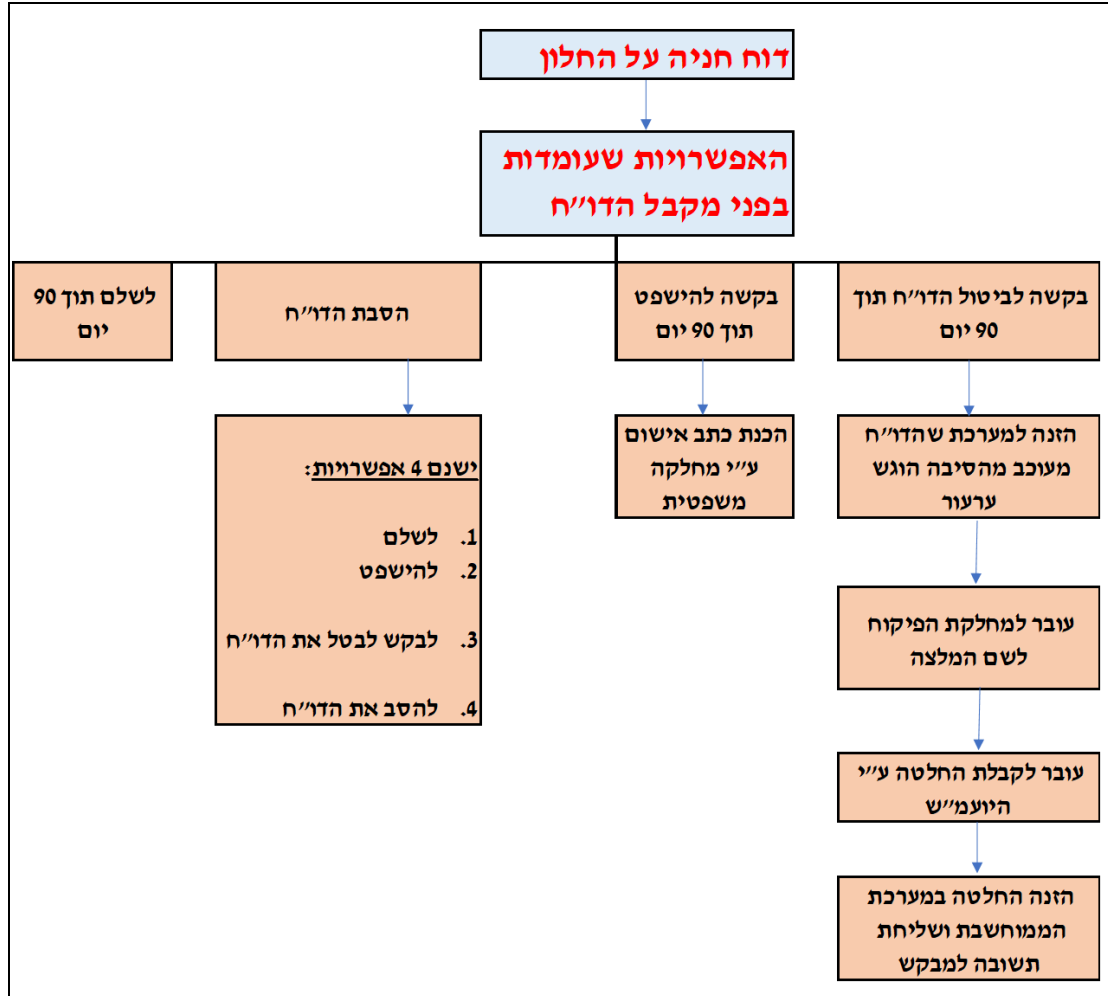 דוח חניה על החלון
האפשרויות שעומדות
בפני מקבל הדו״ח
בקשה לביטול הדו״ח תוך
90 יום
הזנה למערכת שהדו״ח
מעוכב מהסיבה הוגש
ערעור
עובר למחלקת הפיקוח
לשם המלצה
עובר לקבלת החלטה ע״י
היועמ״ש
הזנה החלטה במערכת
הממוחשבת ושליחת
תשובה למבקש
בקשה להישפט
תוך 90 יום
הכנת כתב אישום
ע״י מחלקה
משפטית
הסבת הדו״ח
ישנם 4 אפשרויות:
1. לשלם
2. להישפט
3. לבקש לבטל את הדו״ח
4. להסב את הדו״ח
לשלם תוך 90
יום